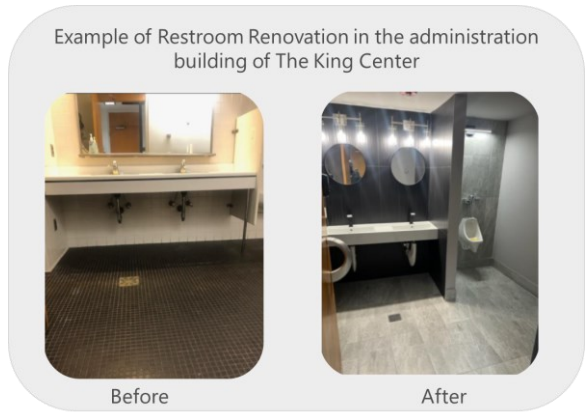 Example of Restroom Renovation in the administration
building of The King Center
Before
After